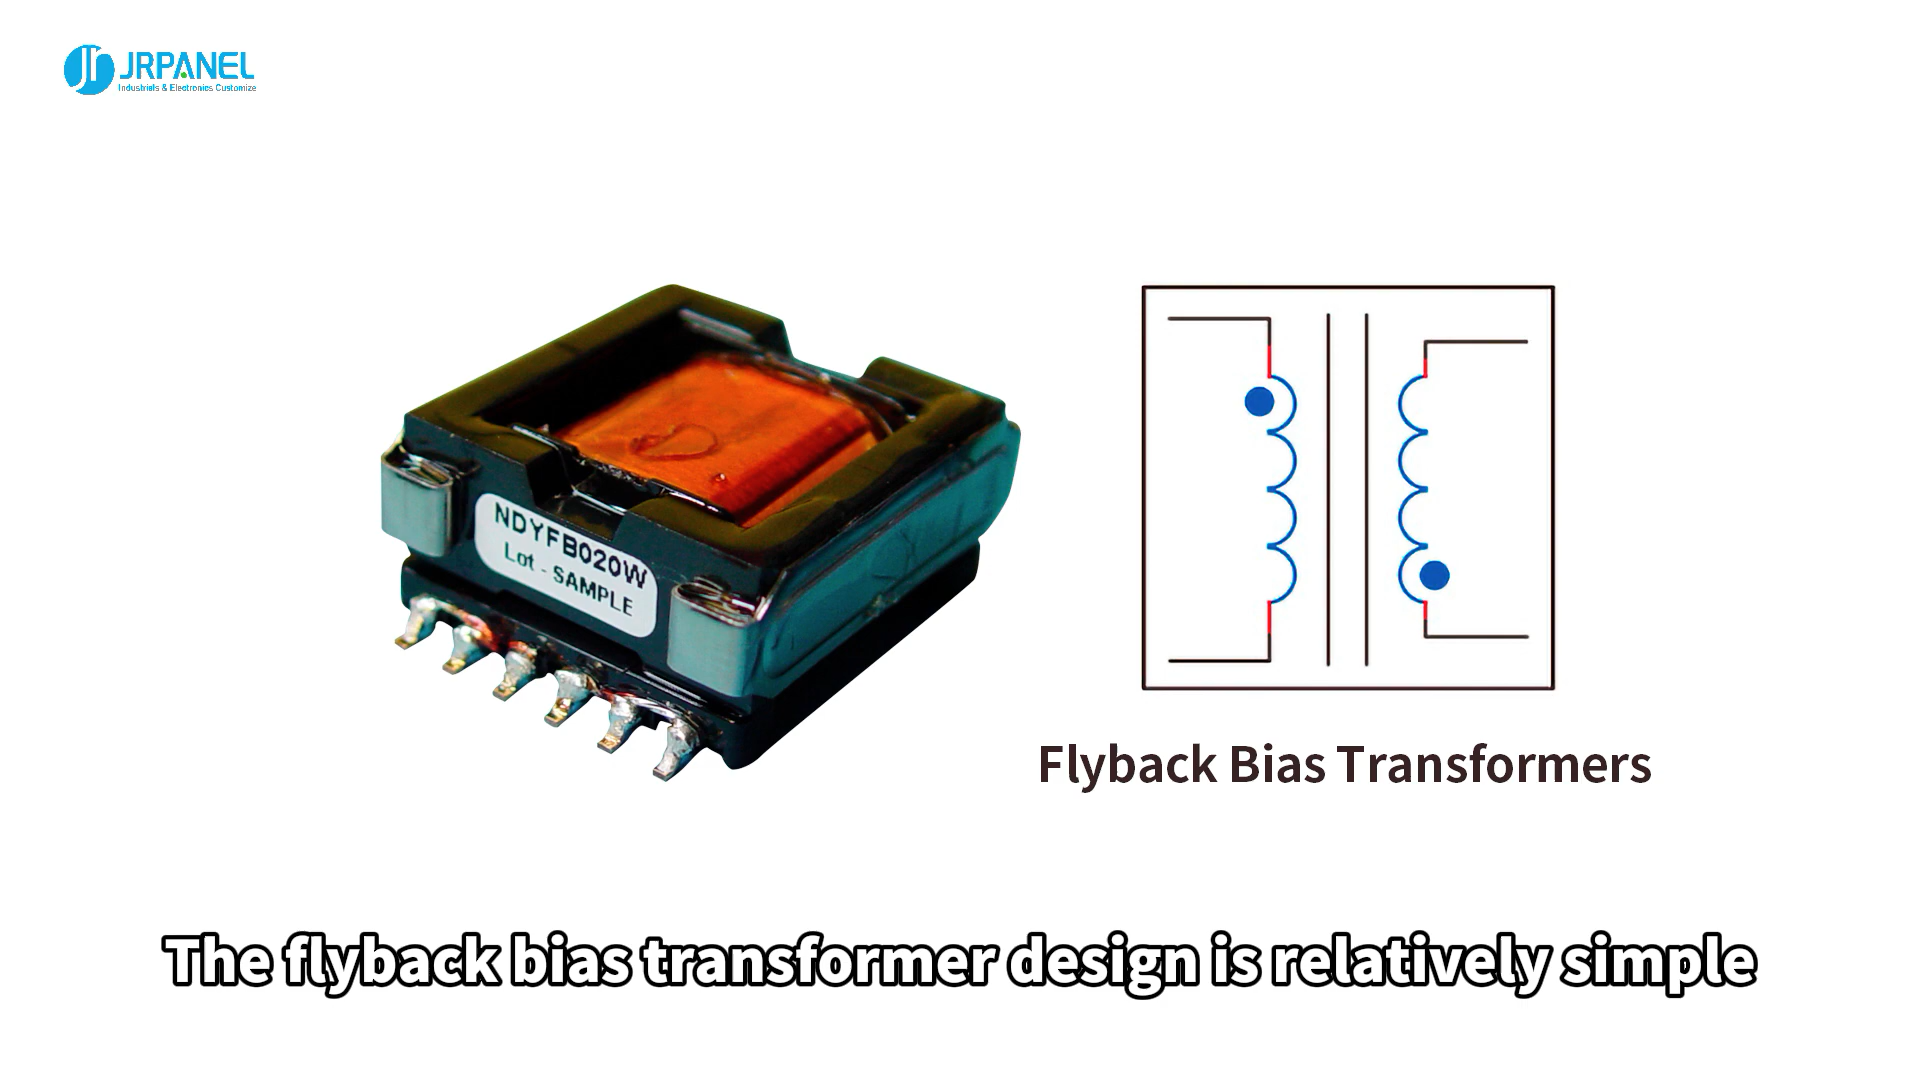 JRPANEL
Industrials & Electronics Customize
NDYFB020W
Lot - SAMPLE
Flyback Bias Transformers
The flyback bias transformer design is relatively simple